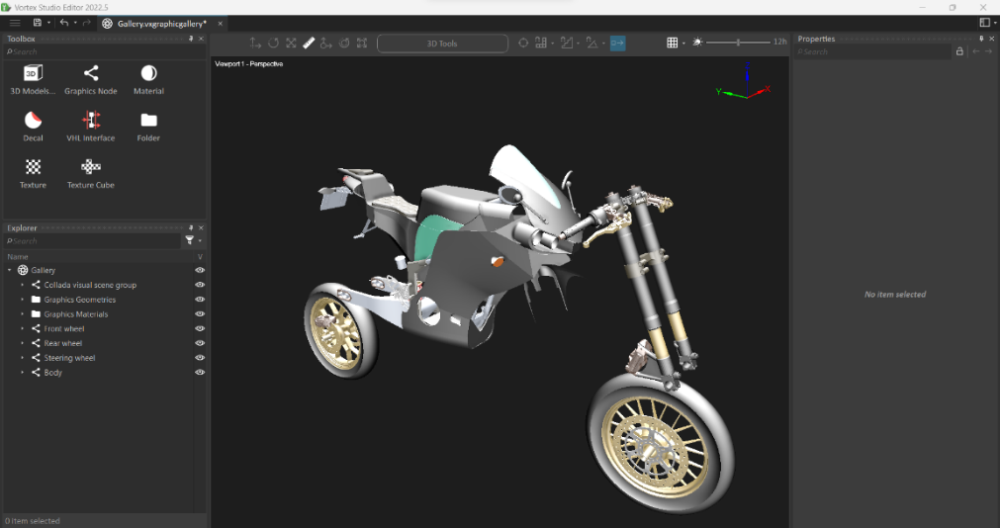 Vortex Studio Editor 2022.5
Gallery.vxgraphicgallery*
Toolbox
Search
3D Models...
Graphics Node
Material
Decal
VHL Interface
Folder
Texture
Texture Cube
Explorer
Search
Name
V
Gallery
Collada visual scene group
Graphics Geometries
Graphics Materials
Front wheel
Rear wheel
Steering wheel
Body
0 item selected
3D Tools
12h
Viewport 1 - Perspective
Y
X
Properties
Search
No item selected